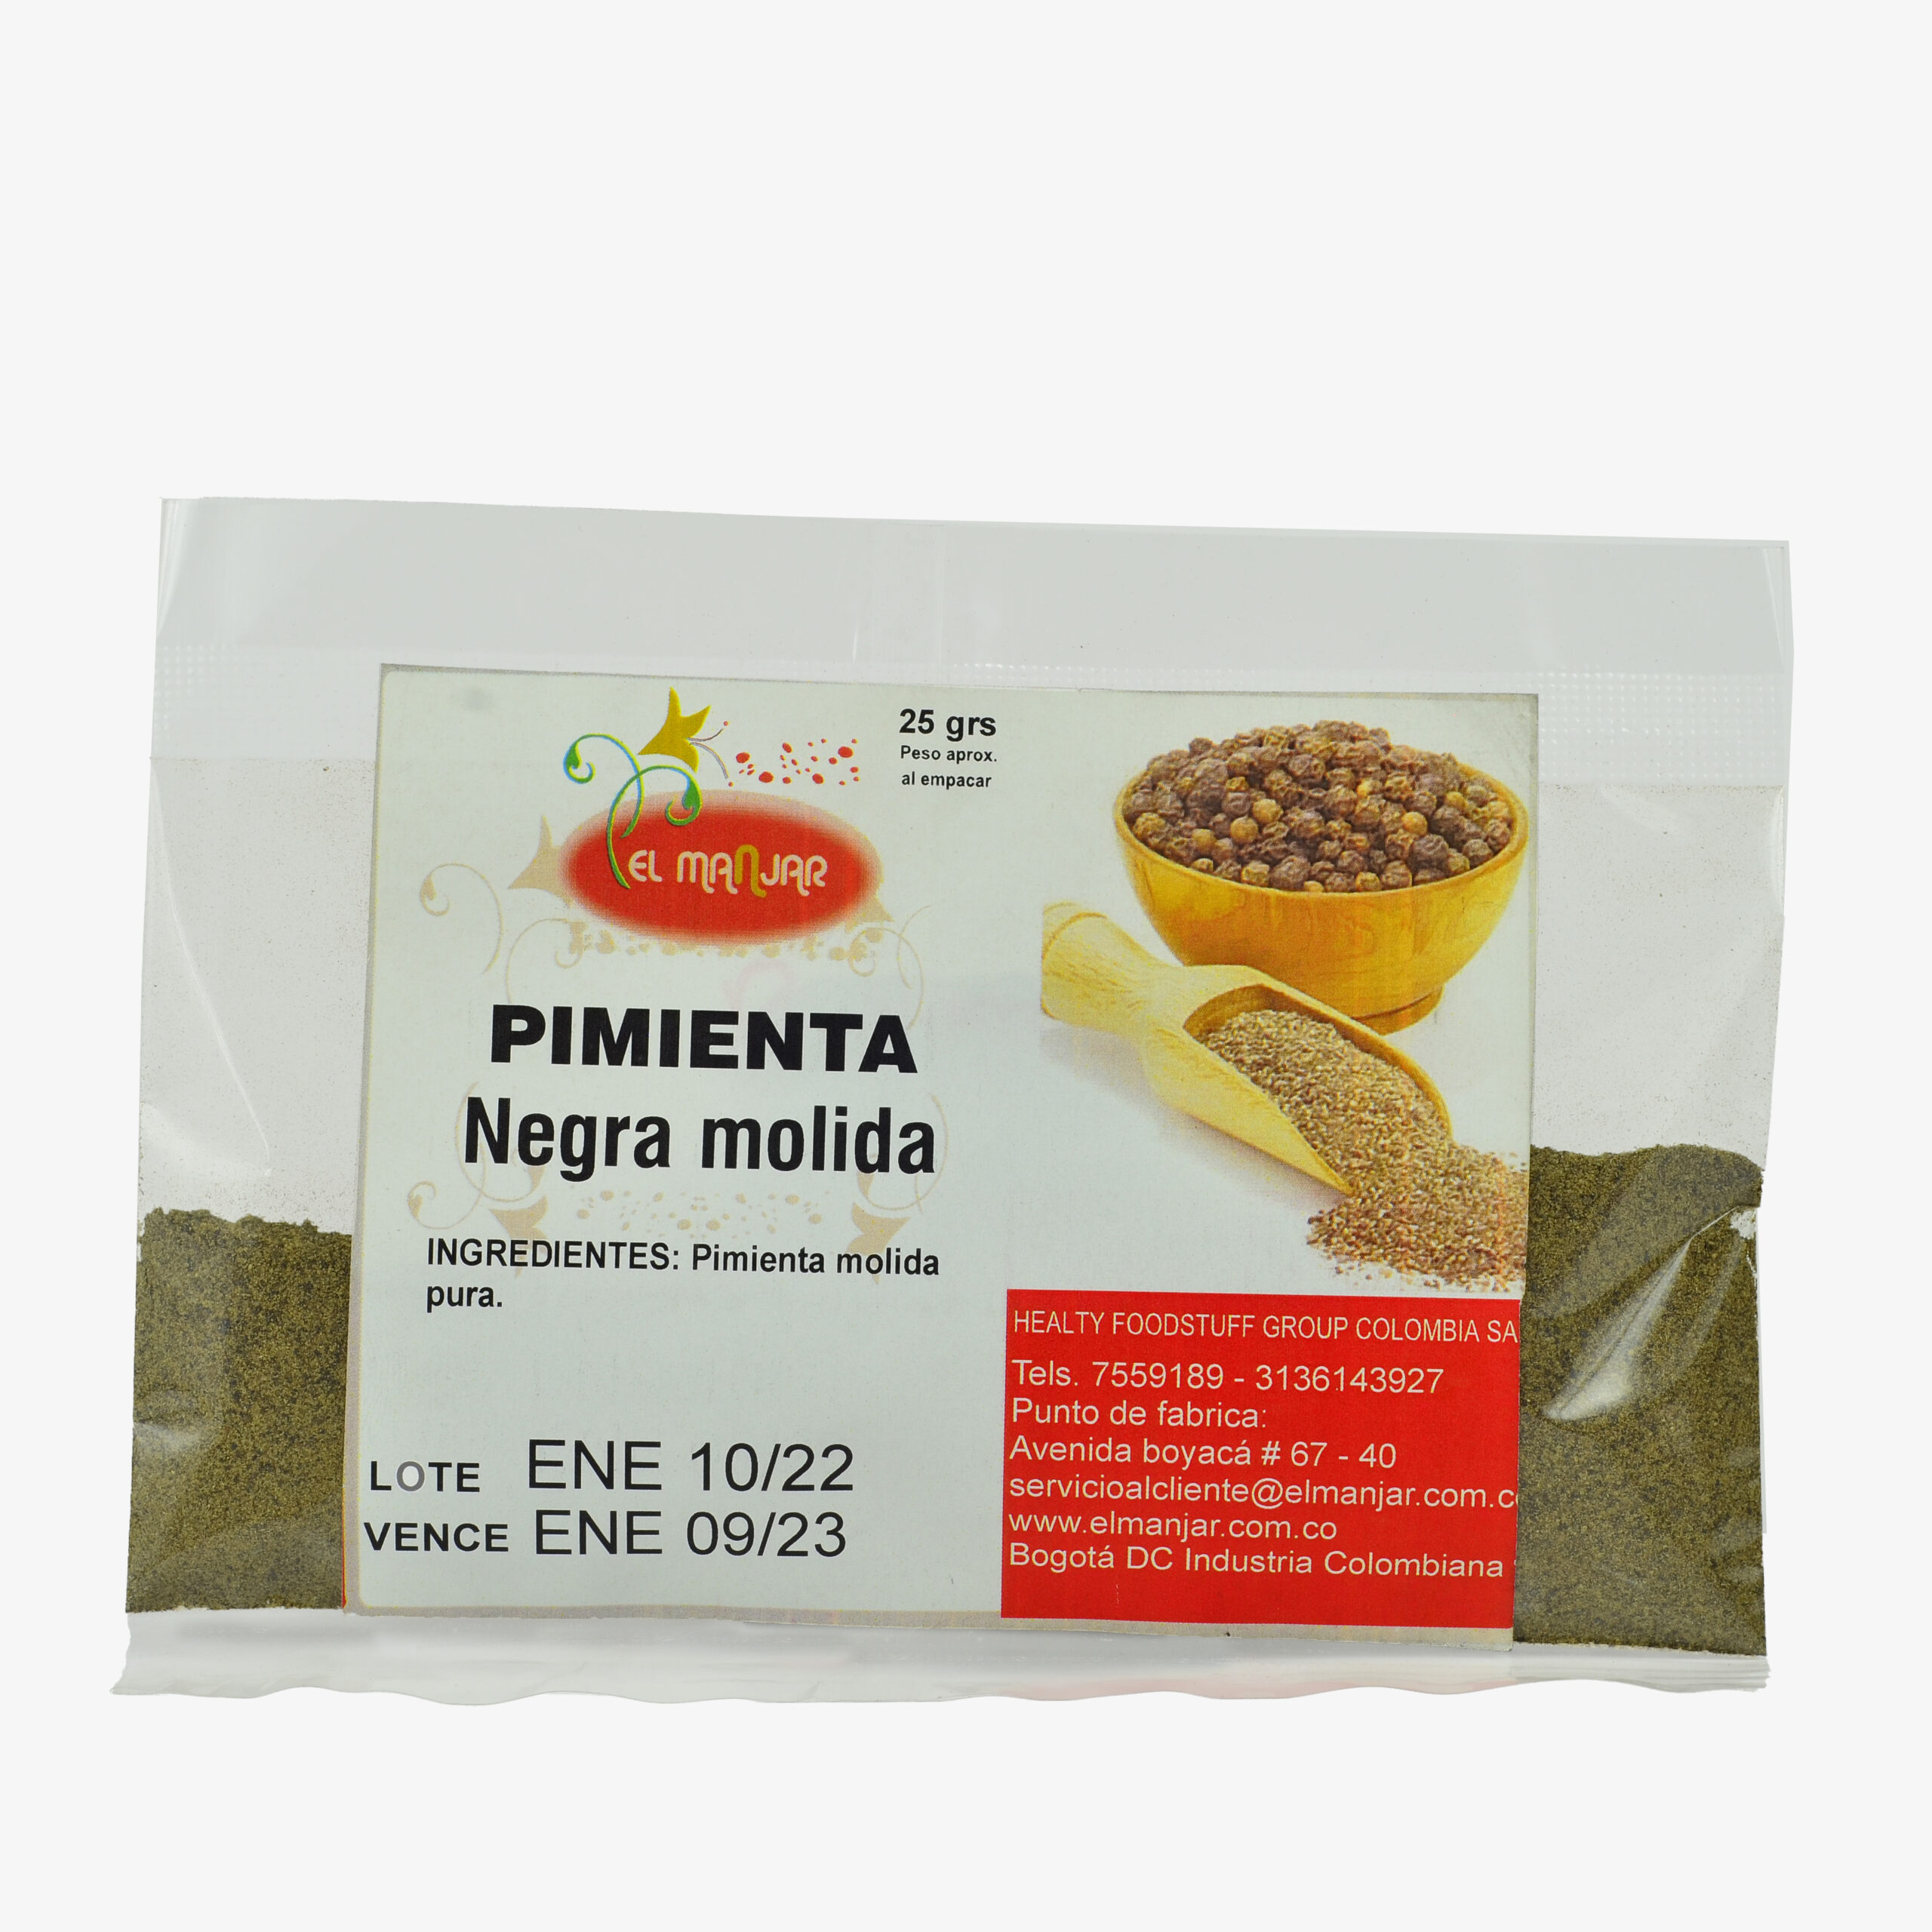 25 grs
Peso aprox.
al empacar
EL MANJAR
PIMIENTA
Negra molida
INGREDIENTES: Pimienta molida
pura.
LOTE ENE 10/22
VENCE ENE 09/23
HEALTY FOODSTUFF GROUP COLOMBIA SA
Tels. 7559189 - 3136143927
Punto de fabrica:
Avenida boyacá # 67 - 40
servicioalcliente@elmanjar.com.c
www.elmanjar.com.co
Bogotá DC Industria Colombiana